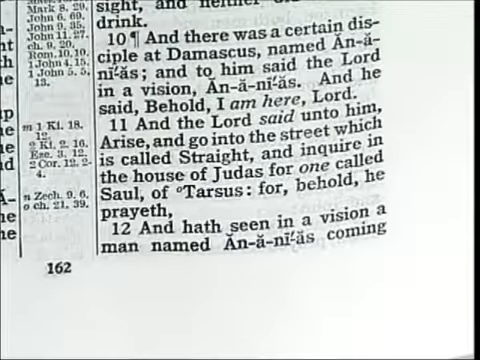 Mark 8. 29.
John 6. 69.
John 9. 35.
John 11. 27.
ch. 9. 20.
Rom. 10. 10.
1 John 4. 15.
1 John 5. 5,
13.
m 1 Ki. 18.
12.
2 Ki. 2. 16.
Eze. 3. 12.
2 Cor. 12. 2-
4.
n Zech. 9. 6.
o ch. 21. 39.
sight, and neither
drink.
10 ¶ And there was a certain dis-
ciple at Damascus, named Ăn-ă-
nī´ăs; and to him said the Lord
in a vision, Ăn-ă-nī´ăs. And he
said, Behold, I am here, Lord.
11 And the Lord said unto him,
Arise, and go into the street which
is called Straight, and inquire in
the house of Judas for one called
Saul, of °Tarsus: for, behold, he
prayeth,
12 And hath seen in a vision a
man named Ăn-ă-nī´ăs coming
162